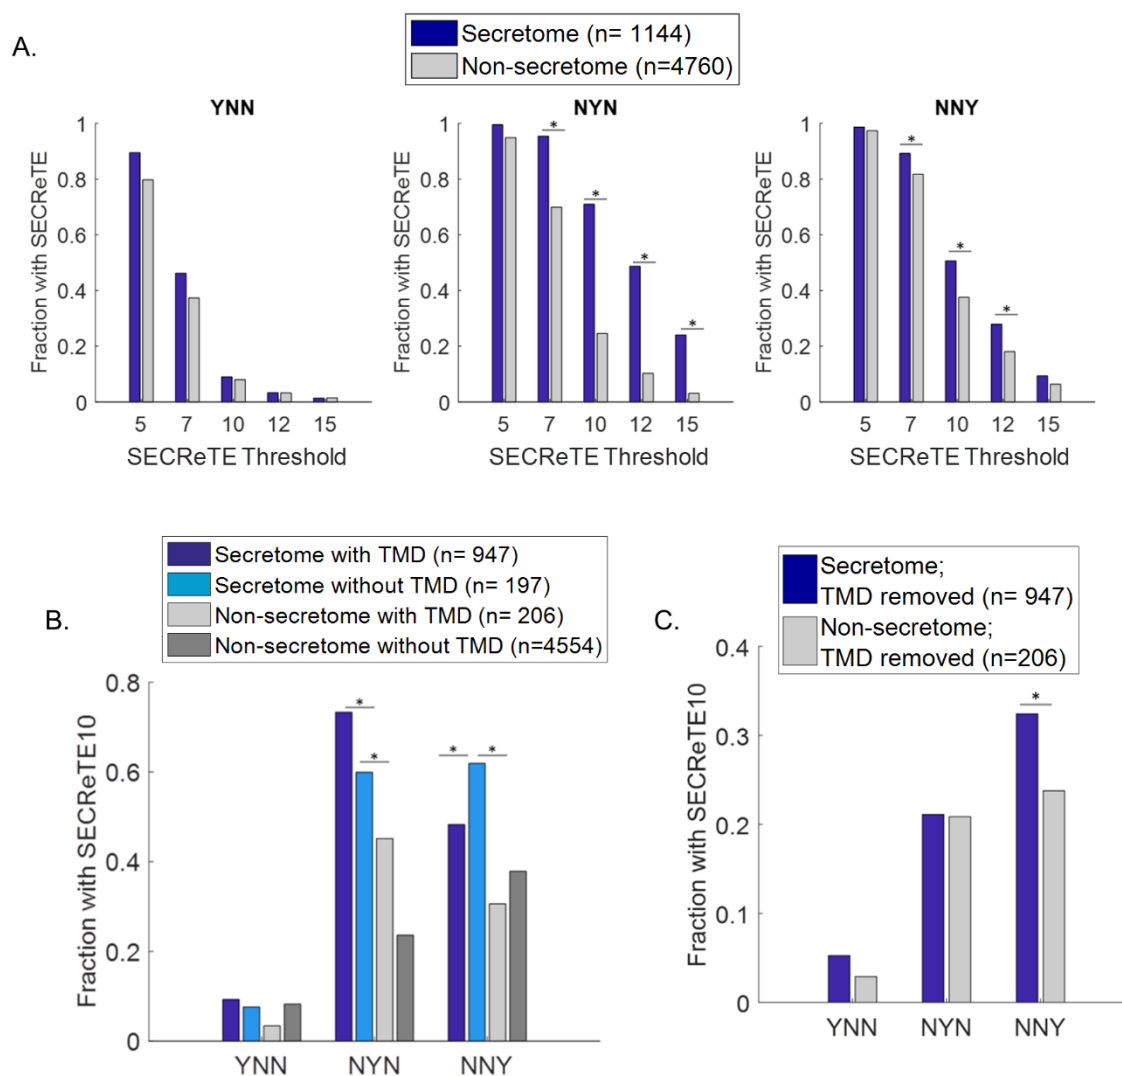 A.
Secretome (n= 1144)
Non-secretome (n=4760)
YNN
NYN
NNY
Fraction with SECReTE
1
0.8
0.6
0.4
0.2
0
5 7 10 12 15
SECReTE Threshold
Fraction with SECReTE
1
0.8
0.6
0.4
0.2
0
* * * *
5 7 10 12 15
SECReTE Threshold
Fraction with SECReTE
1
0.8
0.6
0.4
0.2
0
* * *
5 7 10 12 15
SECReTE Threshold
B.
Secretome with TMD (n= 947)
Secretome without TMD (n= 197)
Non-secretome with TMD (n= 206)
Non-secretome without TMD (n=4554)
Fraction with SECReTE10
0.8
0.6
0.4
0.2
0
* * * *
YNN NYN NNY
C.
Secretome;
TMD removed (n= 947)
Non-secretome;
TMD removed (n=206)
Fraction with SECReTE10
0.4
0.3
0.2
0.1
0
*
YNN NYN NNY